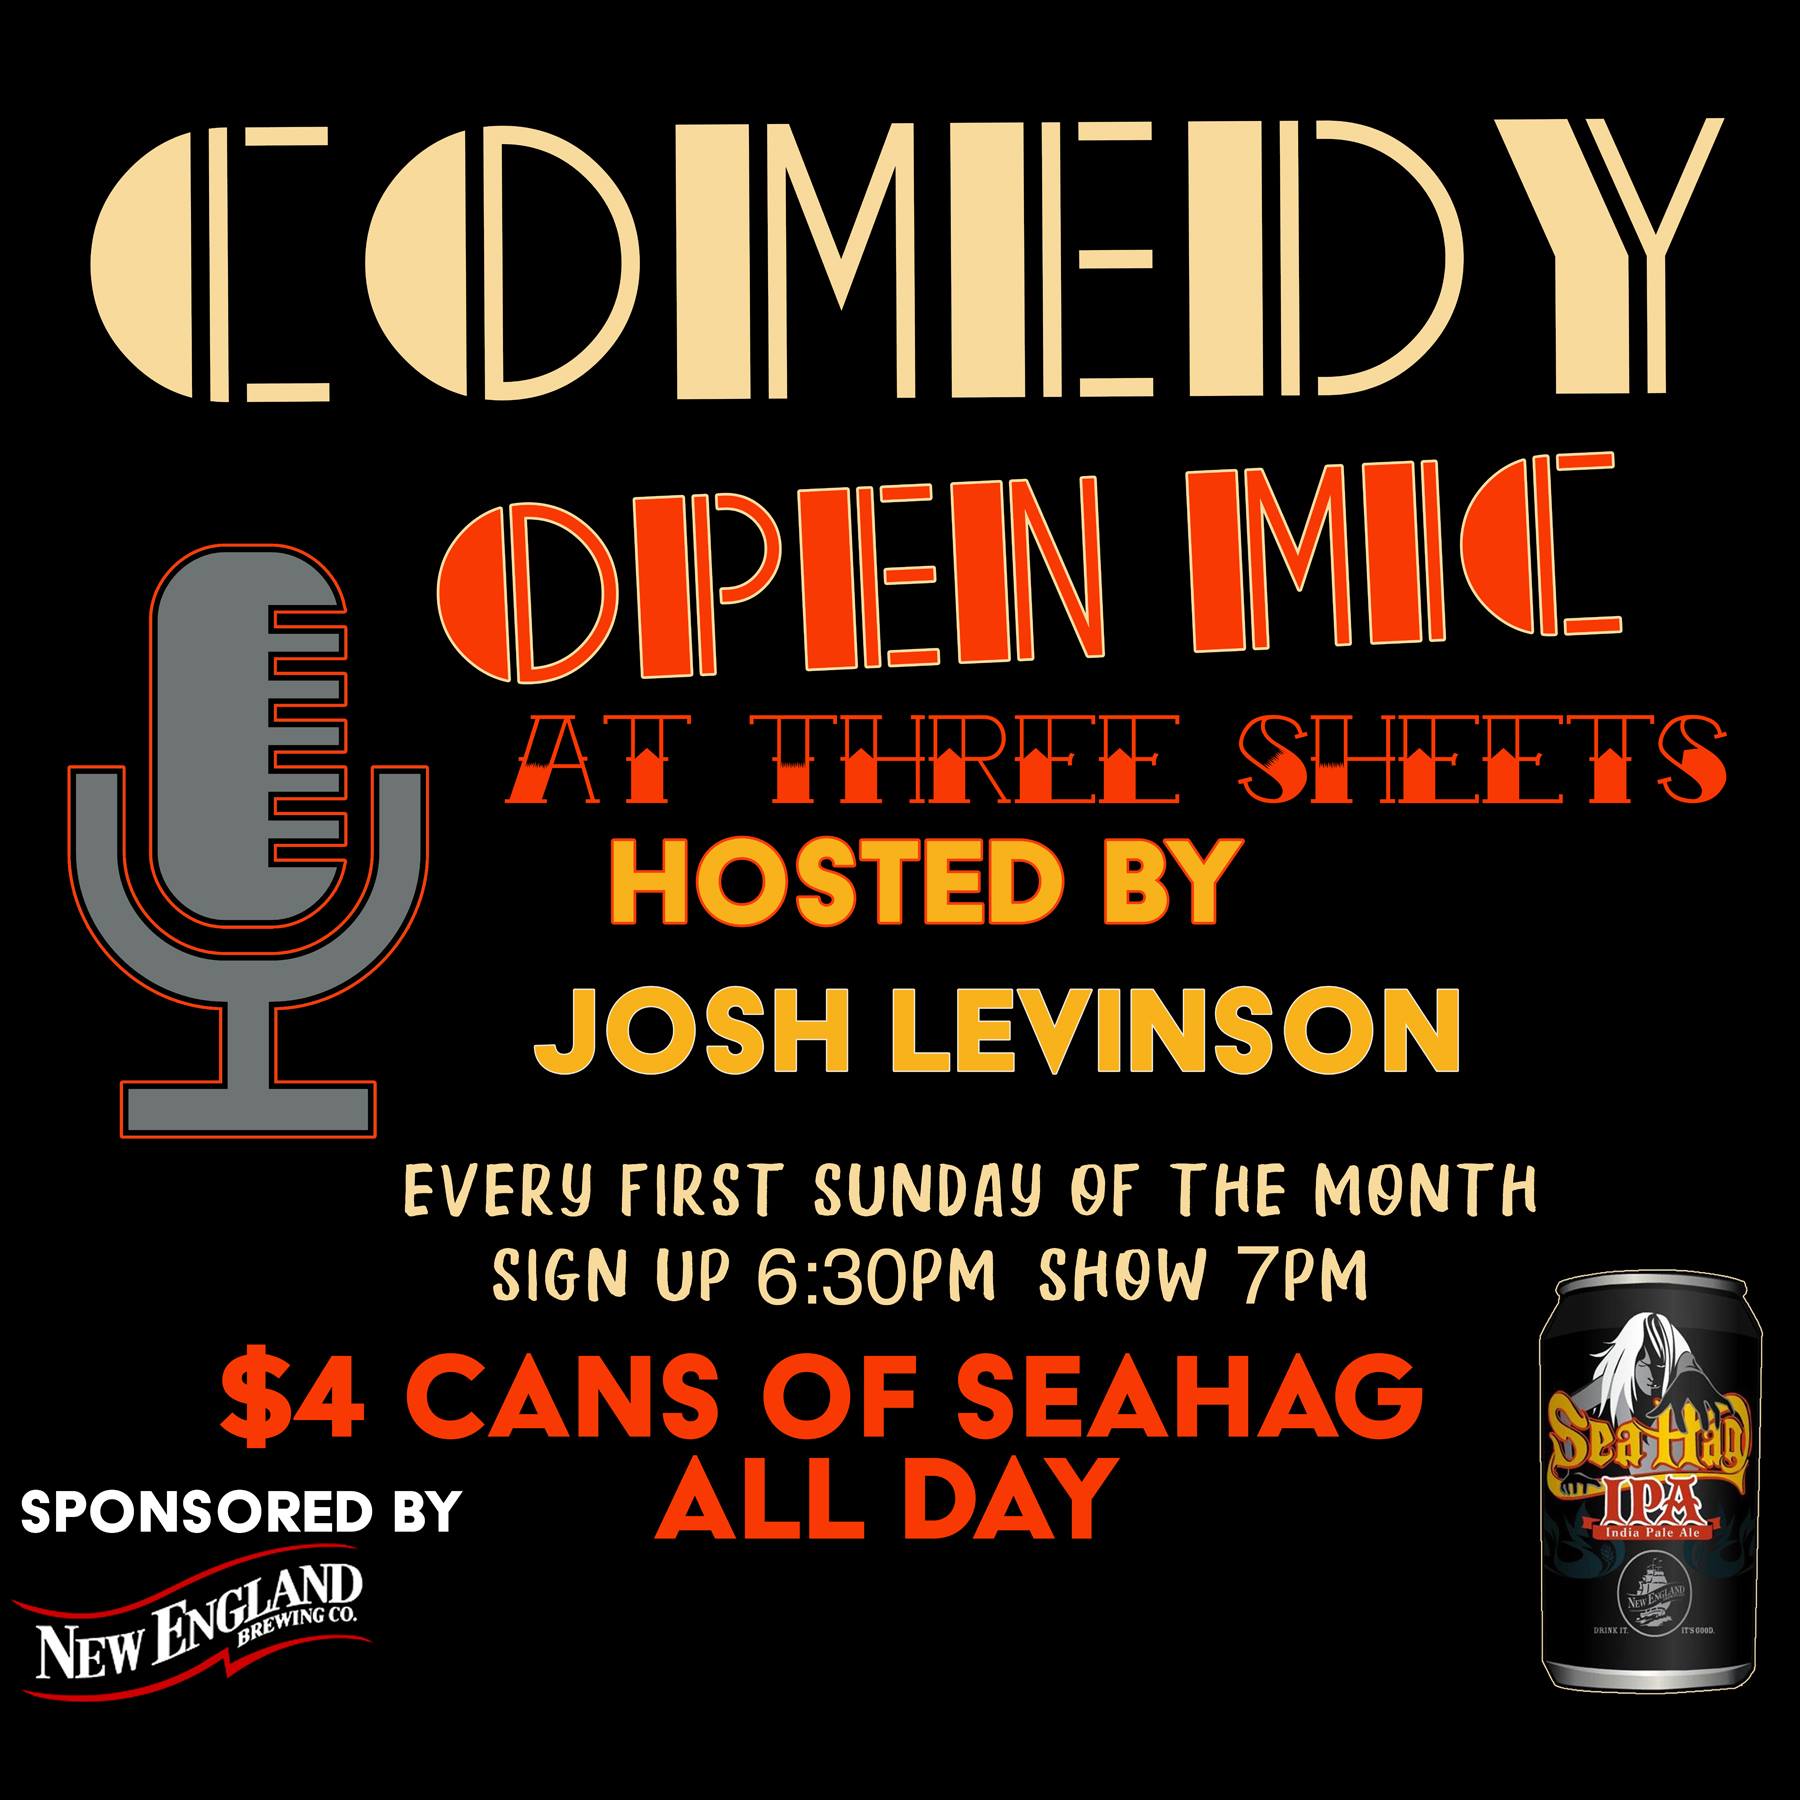 COMEDY
OPEN MIC
AT THREE SHEETS
HOSTED BY
JOSH LEVINSON
EVERY FIRST SUNDAY OF THE MONTH
SIGN UP 6:30PM SHOW 7PM
$4 CANS OF SEAHAG
ALL DAY
SPONSORED BY
NEW ENGLAND
BREWING CO.
Sea Hag
IPA
India Pale Ale
NEW ENGLAND
DRINK IT. IT'S GOOD.